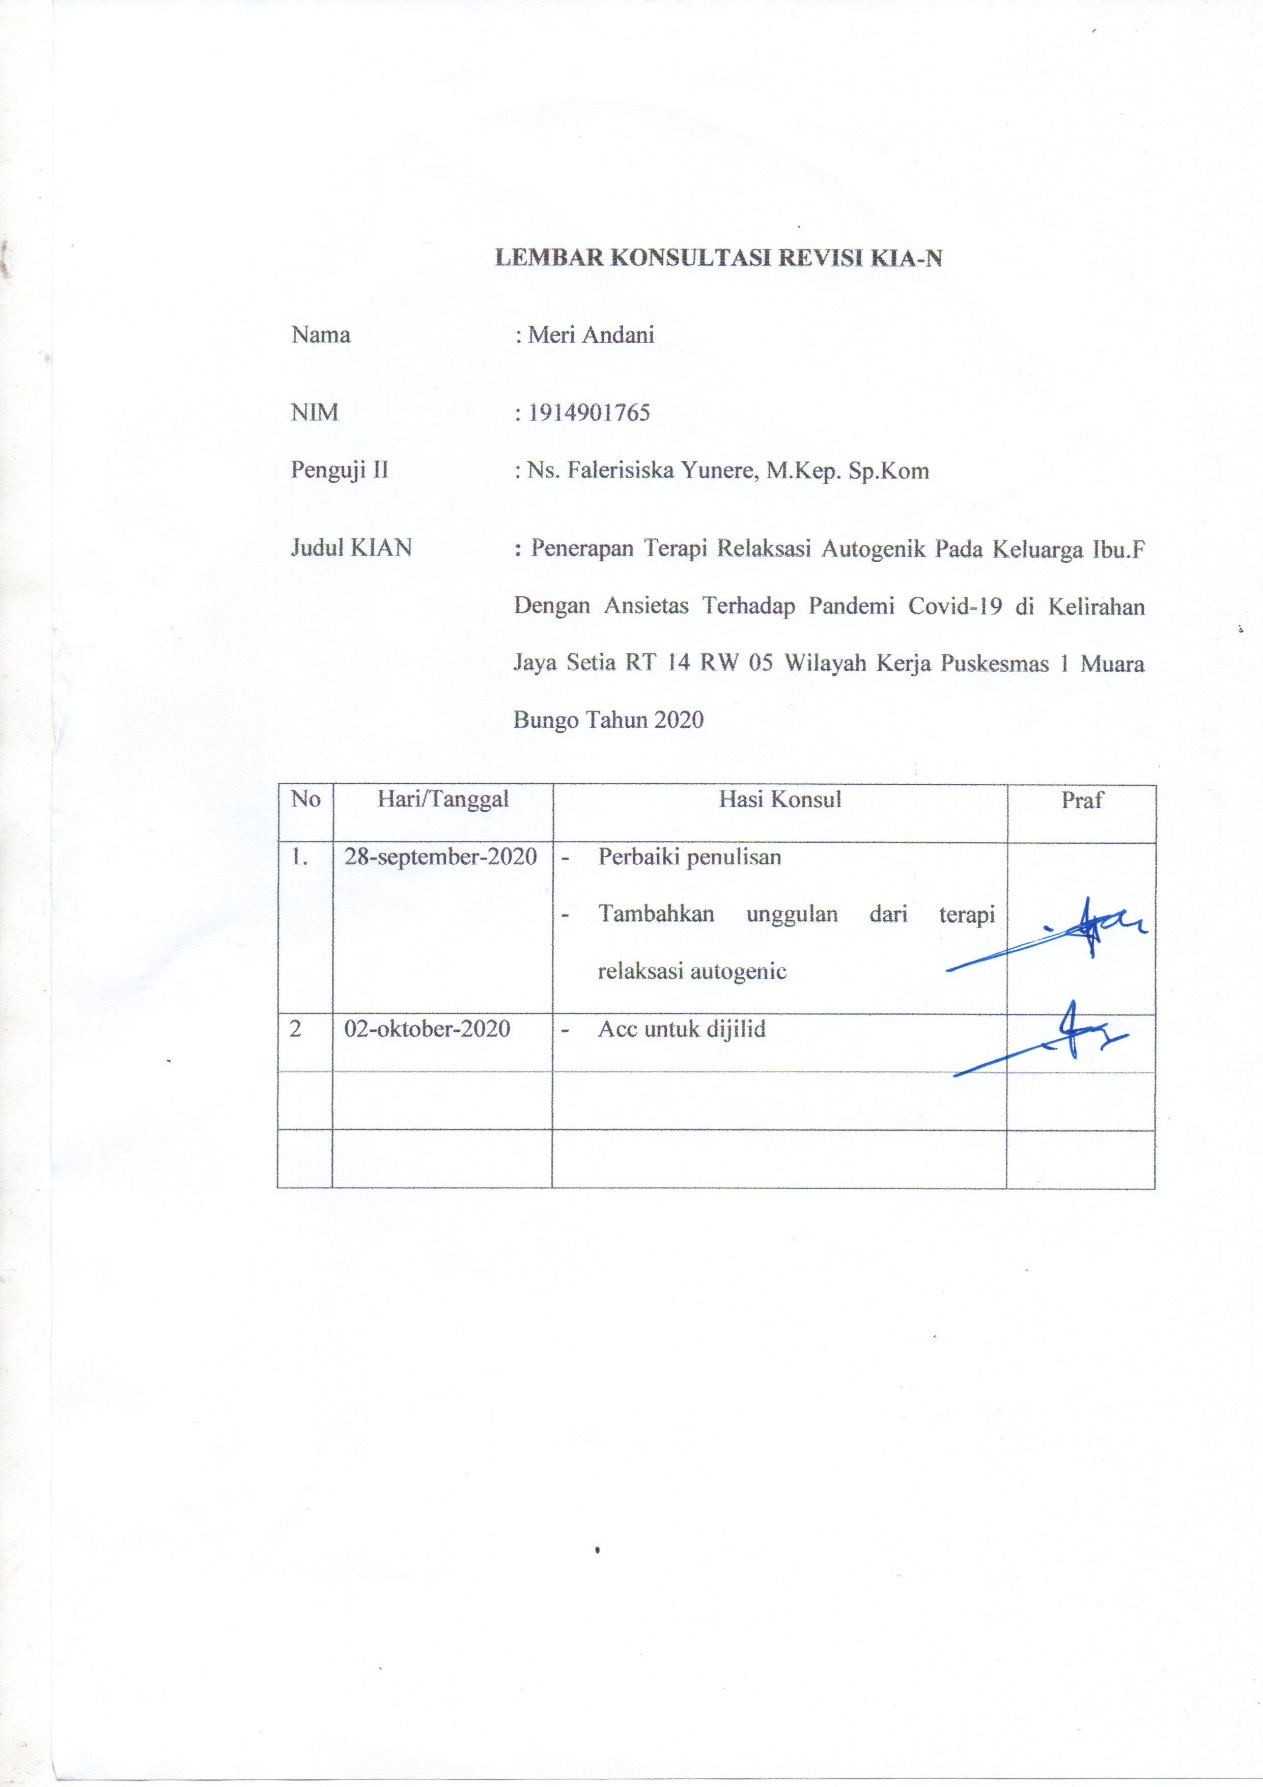 LEMBAR KONSULTASI REVISI KIA-N
Nama : Meri Andani
NIM : 1914901765
Penguji II : Ns. Falerisiska Yunere, M.Kep. Sp.Kom
Judul KIAN : Penerapan Terapi Relaksasi Autogenik Pada Keluarga Ibu.F
Dengan Ansietas Terhadap Pandemi Covid-19 di Kelirahan
Jaya Setia RT 14 RW 05 Wilayah Kerja Puskesmas 1 Muara
Bungo Tahun 2020
No Hari/Tanggal Hasi Konsul Praf
1. 28-september-2020 - Perbaiki penulisan
- Tambahkan unggulan dari terapi
relaksasi autogenic
2 02-oktober-2020 - Acc untuk dijilid